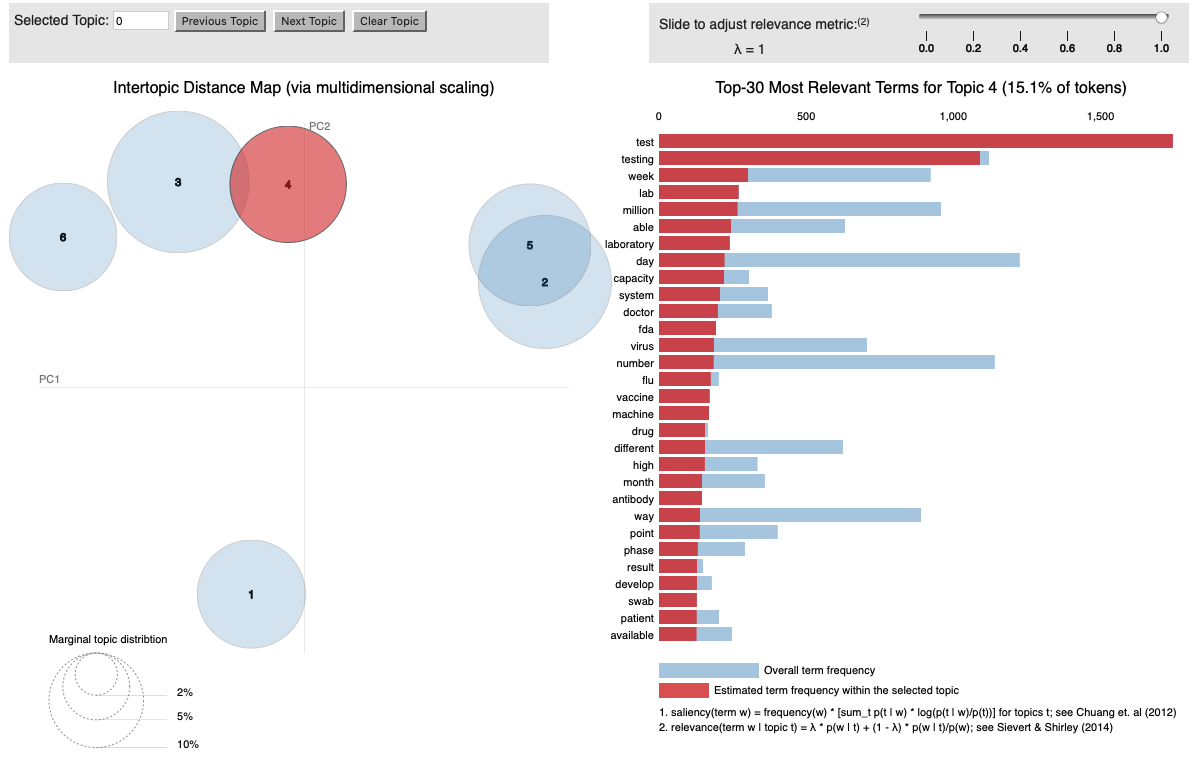 Selected Topic: 0 Previous Topic Next Topic Clear Topic
Slide to adjust relevance metric:(2)
λ = 1
0.0 0.2 0.4 0.6 0.8 1.0
Intertopic Distance Map (via multidimensional scaling)
PC2
PC1
3
4
6
5
2
1
Marginal topic distribtion
2%
5%
10%
Top-30 Most Relevant Terms for Topic 4 (15.1% of tokens)
0 500 1,000 1,500
test
testing
week
lab
million
able
laboratory
day
capacity
system
doctor
fda
virus
number
flu
vaccine
machine
drug
different
high
month
antibody
way
point
phase
result
develop
swab
patient
available
Overall term frequency
Estimated term frequency within the selected topic
1. saliency(term w) = frequency(w) * [sum_t p(t | w) * log(p(t | w)/p(t))] for topics t; see Chuang et. al (2012)
2. relevance(term w | topic t) = λ * p(w | t) + (1 - λ) * p(w | t)/p(w); see Sievert & Shirley (2014)